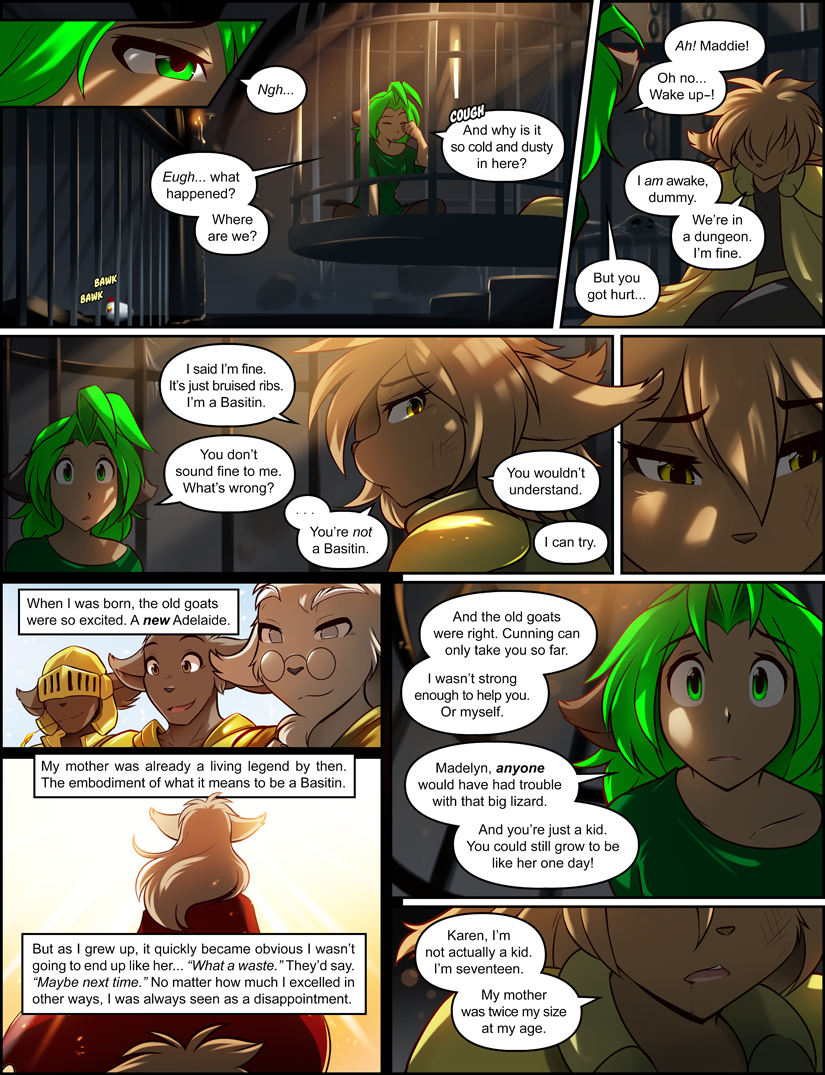 Ngh...
Eugh... what
happened?
Where
are we?
COUGH
And why is it
so cold and dusty
in here?
BAWK
BAWK
Ah! Maddie!
Oh no...
Wake up-!
I am awake,
dummy.
We're in
a dungeon.
I'm fine.
But you
got hurt...
I said I'm fine.
It's just bruised ribs.
I'm a Basitin.
You don't
sound fine to me.
What's wrong?
. . .
You're not
a Basitin.
You wouldn't
understand.
I can try.
When I was born, the old goats
were so excited. A new Adelaide.
My mother was already a living legend by then.
The embodiment of what it means to be a Basitin.
But as I grew up, it quickly became obvious I wasn't
going to end up like her... “What a waste.” They'd say.
“Maybe next time.” No matter how much I excelled in
other ways, I was always seen as a disappointment.
And the old goats
were right. Cunning can
only take you so far.
I wasn't strong
enough to help you.
Or myself.
Madelyn, anyone
would have had trouble
with that big lizard.
And you're just a kid.
You could still grow to be
like her one day!
Karen, I'm
not actually a kid.
I'm seventeen.
My mother
was twice my size
at my age.